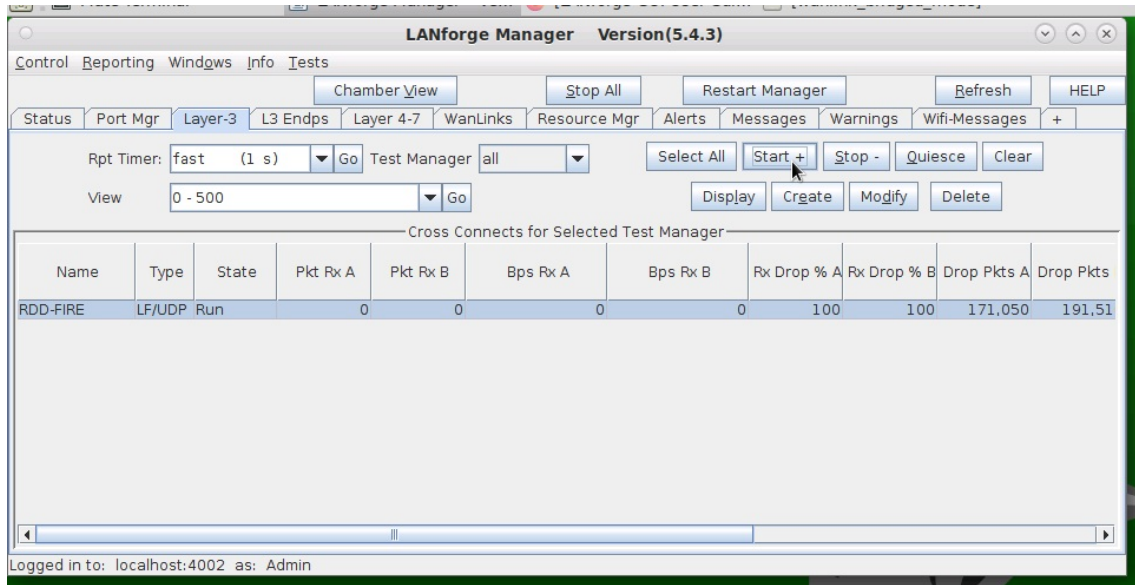 LANforge Manager Version(5.4.3)
Control Reporting Windows Info Tests
Chamber View Stop All Restart Manager Refresh HELP
Status Port Mgr Layer-3 L3 Endps Layer 4-7 WanLinks Resource Mgr Alerts Messages Warnings Wifi-Messages +
Rpt Timer: fast (1 s) Go Test Manager all Select All Start + Stop - Quiesce Clear
View 0 - 500 Go Display Create Modify Delete
Cross Connects for Selected Test Manager
Name Type State Pkt Rx A Pkt Rx B Bps Rx A Bps Rx B Rx Drop % A Rx Drop % B Drop Pkts A Drop Pkts
RDD-FIRE LF/UDP Run 0 0 0 0 100 100 171,050 191,51
Logged in to: localhost:4002 as: Admin